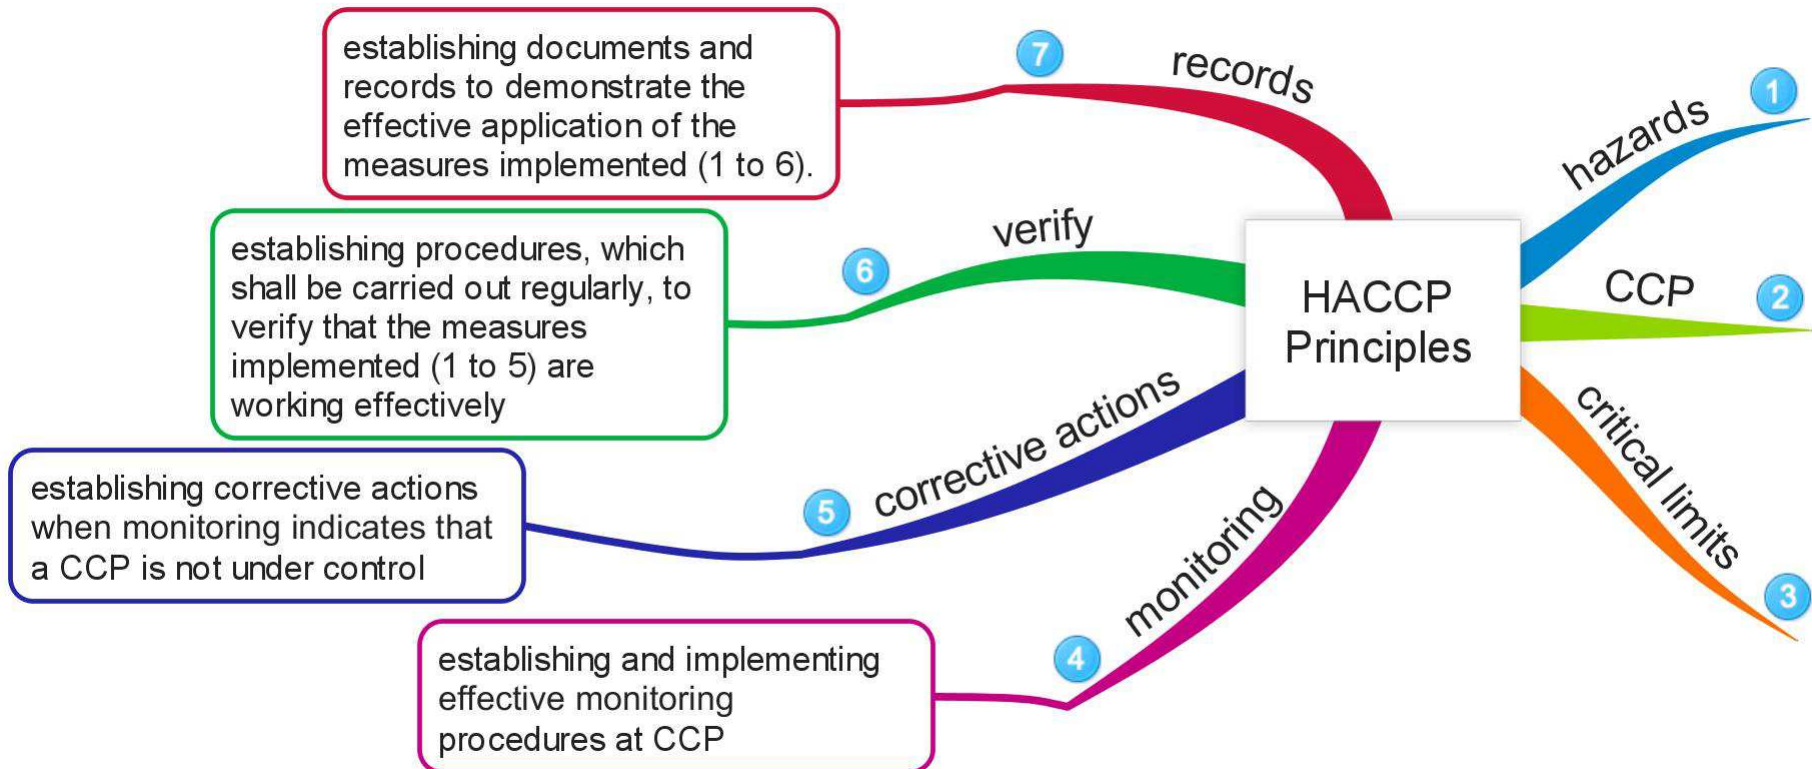 HACCP
Principles
1
hazards
2
CCP
3
critical limits
4
monitoring
establishing and implementing
effective monitoring
procedures at CCP
5
corrective actions
establishing corrective actions
when monitoring indicates that
a CCP is not under control
6
verify
establishing procedures, which
shall be carried out regularly, to
verify that the measures
implemented (1 to 5) are
working effectively
7
records
establishing documents and
records to demonstrate the
effective application of the
measures implemented (1 to 6).